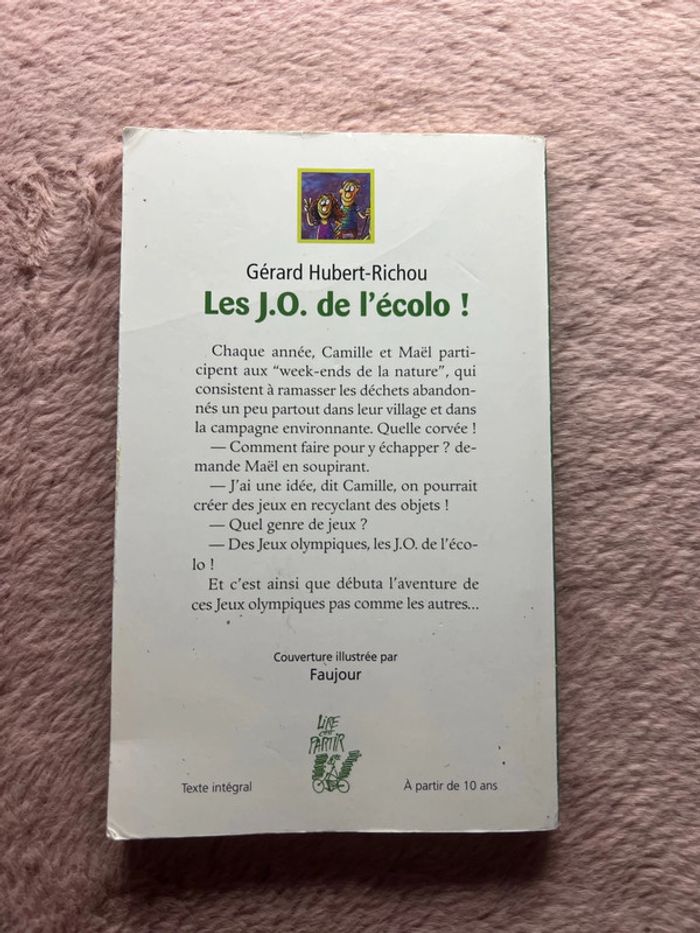 Gérard Hubert-Richou
Les J.O. de l'écolo !
Chaque année, Camille et Maël parti-
cipent aux "week-ends de la nature", qui
consistent à ramasser les déchets abandon-
nés un peu partout dans leur village et dans
la campagne environnante. Quelle corvée !
— Comment faire pour y échapper ? de-
mande Maël en soupirant.
— J'ai une idée, dit Camille, on pourrait
créer des jeux en recyclant des objets !
— Quel genre de jeux ?
— Des Jeux olympiques, les J.O. de l'éco-
lo !
Et c'est ainsi que débuta l'aventure de
ces Jeux olympiques pas comme les autres...
Couverture illustrée par
Faujour
LIRE
C'EST
PARTIR
Texte intégral
À partir de 10 ans